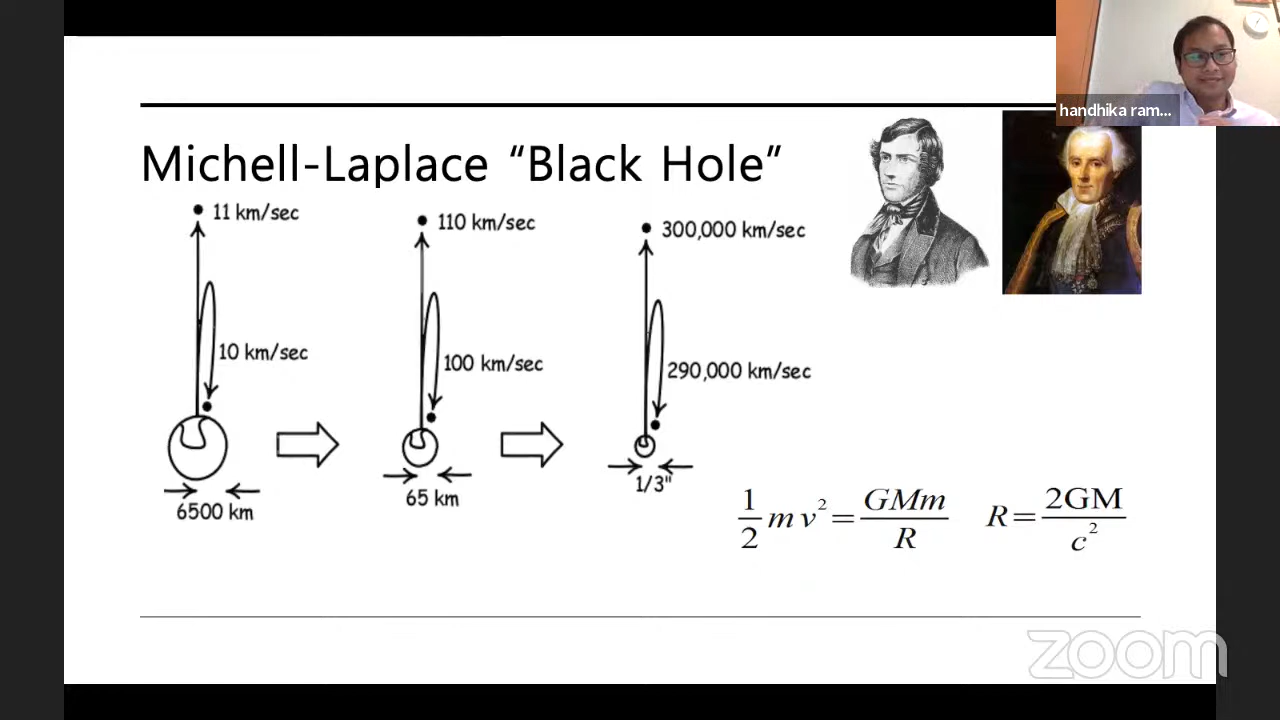 handhika ram...
Michell-Laplace “Black Hole”
11 km/sec
110 km/sec
300,000 km/sec
10 km/sec
100 km/sec
290,000 km/sec
6500 km
65 km
1/3"
1/2 m v² = GMm/R
R = 2GM/c²
zoom